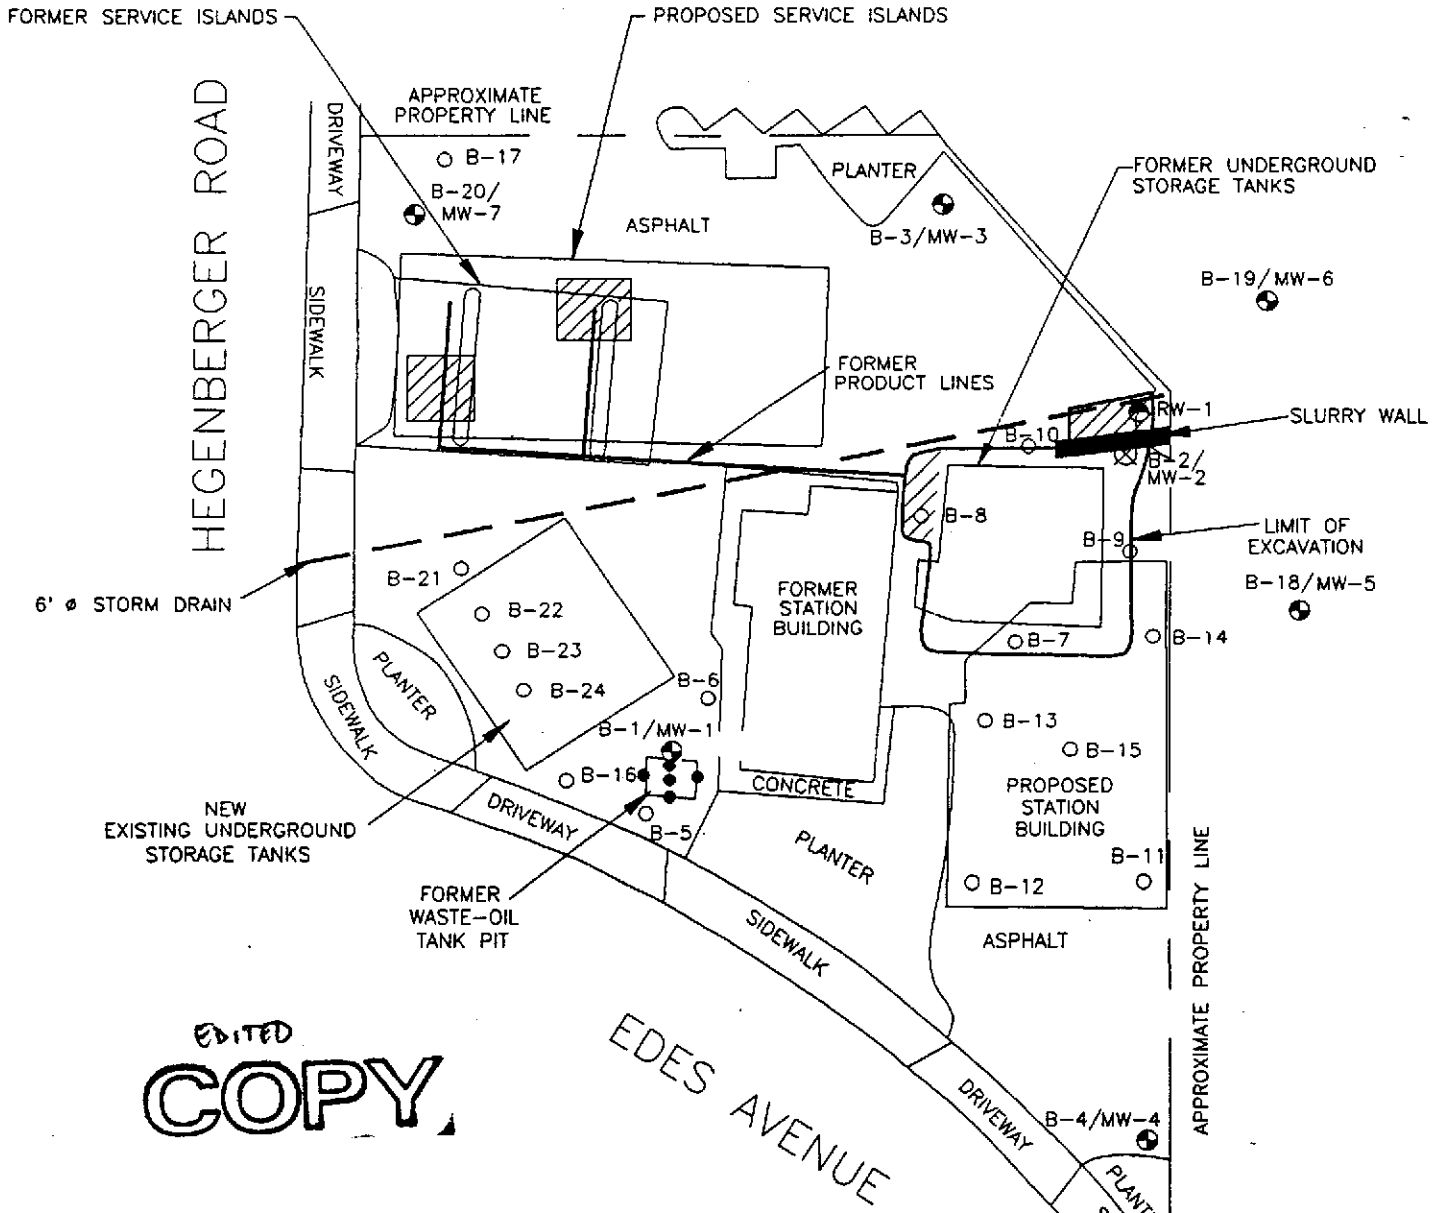 FORMER SERVICE ISLANDS
PROPOSED SERVICE ISLANDS
HEGENBERGER ROAD
DRIVEWAY
APPROXIMATE
PROPERTY LINE
B-17
B-20/
MW-7
ASPHALT
PLANTER
B-3/MW-3
FORMER UNDERGROUND
STORAGE TANKS
B-19/MW-6
SIDEWALK
FORMER
PRODUCT LINES
RW-1
SLURRY WALL
B-10
B-2/
MW-2
B-8
B-9
LIMIT OF
EXCAVATION
B-18/MW-5
6' ø STORM DRAIN
B-21
B-22
B-23
B-24
FORMER
STATION
BUILDING
B-7
B-14
PLANTER
SIDEWALK
B-6
B-1/MW-1
B-13
B-15
B-16
CONCRETE
PROPOSED
STATION
BUILDING
NEW
EXISTING UNDERGROUND
STORAGE TANKS
DRIVEWAY
B-5
PLANTER
B-11
B-12
FORMER
WASTE-OIL
TANK PIT
SIDEWALK
ASPHALT
APPROXIMATE PROPERTY LINE
EDITED
COPY
EDES AVENUE
DRIVEWAY
B-4/MW-4